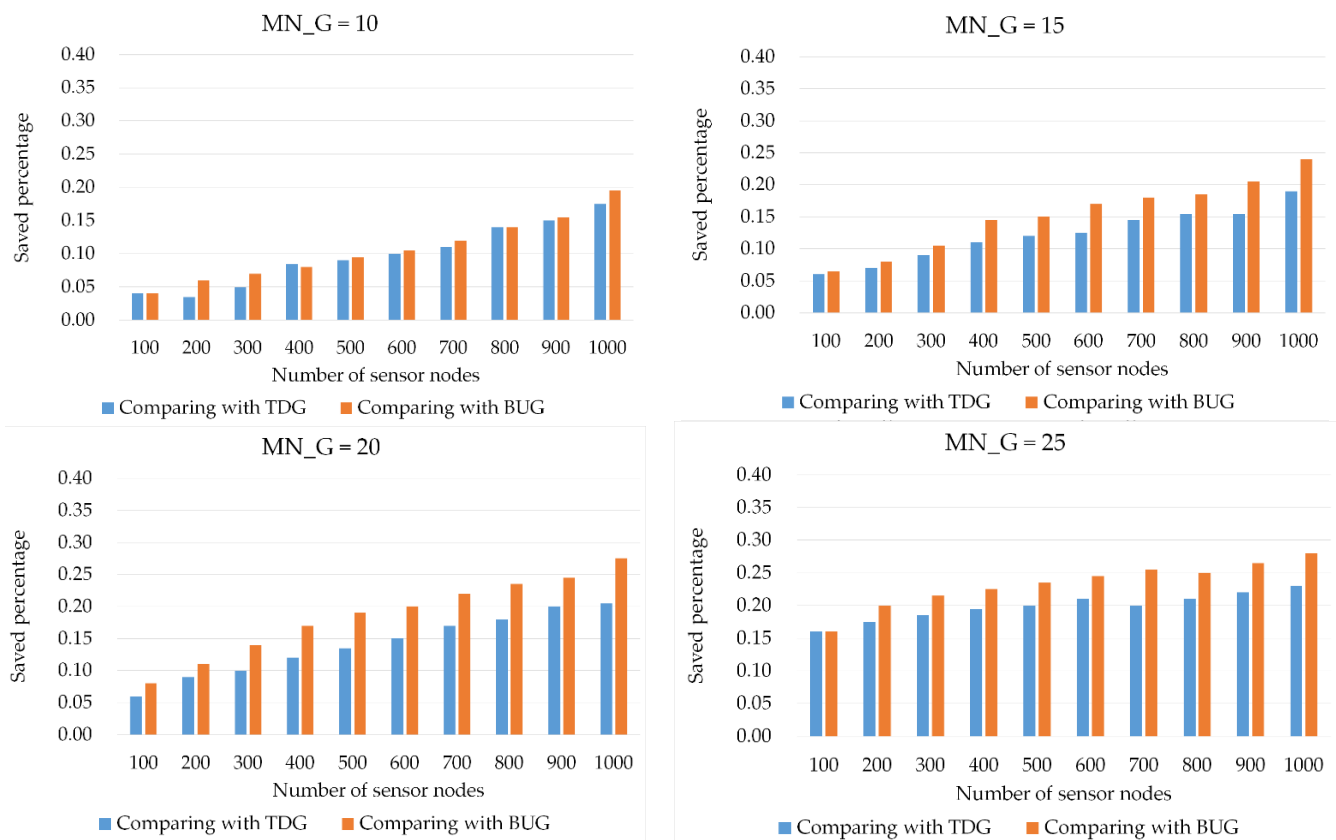 MN_G = 10
0.40
0.35
0.30
0.25
0.20
0.15
0.10
0.05
0.00
Saved percentage
100 200 300 400 500 600 700 800 900 1000
Number of sensor nodes
Comparing with TDG Comparing with BUG
MN_G = 15
0.40
0.35
0.30
0.25
0.20
0.15
0.10
0.05
0.00
Saved percentage
100 200 300 400 500 600 700 800 900 1000
Number of sensor nodes
Comparing with TDG Comparing with BUG
MN_G = 20
0.40
0.35
0.30
0.25
0.20
0.15
0.10
0.05
0.00
Saved percentage
100 200 300 400 500 600 700 800 900 1000
Number of sensor nodes
Comparing with TDG Comparing with BUG
MN_G = 25
0.40
0.35
0.30
0.25
0.20
0.15
0.10
0.05
0.00
Saved percentage
100 200 300 400 500 600 700 800 900 1000
Number of sensor nodes
Comparing with TDG Comparing with BUG